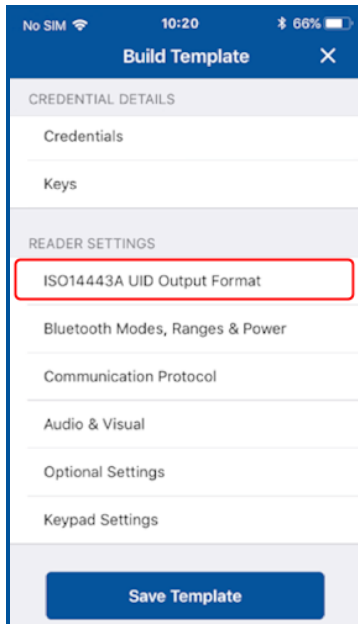 No SIM 10:20 66%
Build Template
CREDENTIAL DETAILS
Credentials
Keys
READER SETTINGS
ISO14443A UID Output Format
Bluetooth Modes, Ranges & Power
Communication Protocol
Audio & Visual
Optional Settings
Keypad Settings
Save Template